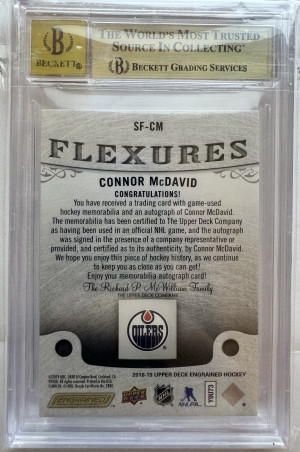 THE WORLD'S MOST TRUSTED
SOURCE IN COLLECTING
B
BECKETT
B BECKETT GRADING SERVICES
SF-CM
FLEXURES
CONNOR McDAVID
CONGRATULATIONS!
You have received a trading card with game-used
hockey memorabilia and an autograph of Connor McDavid.
The memorabilia has been certified to The Upper Deck Company
as having been used in an official NHL game, and the autograph
was signed in the presence of a company representative or
provided, and certified as to its authenticity, by Connor McDavid.
We hope you enjoy this piece of hockey history, as we continue
to keep you as close as you can get!
Enjoy your memorabilia autograph card!
The Richard P. McWilliam Family
THE UPPER DECK COMPANY
OILERS
2018-19 UPPER DECK ENGRAINED HOCKEY
ENGRAINED
UPPER DECK
NHL
NHLPA